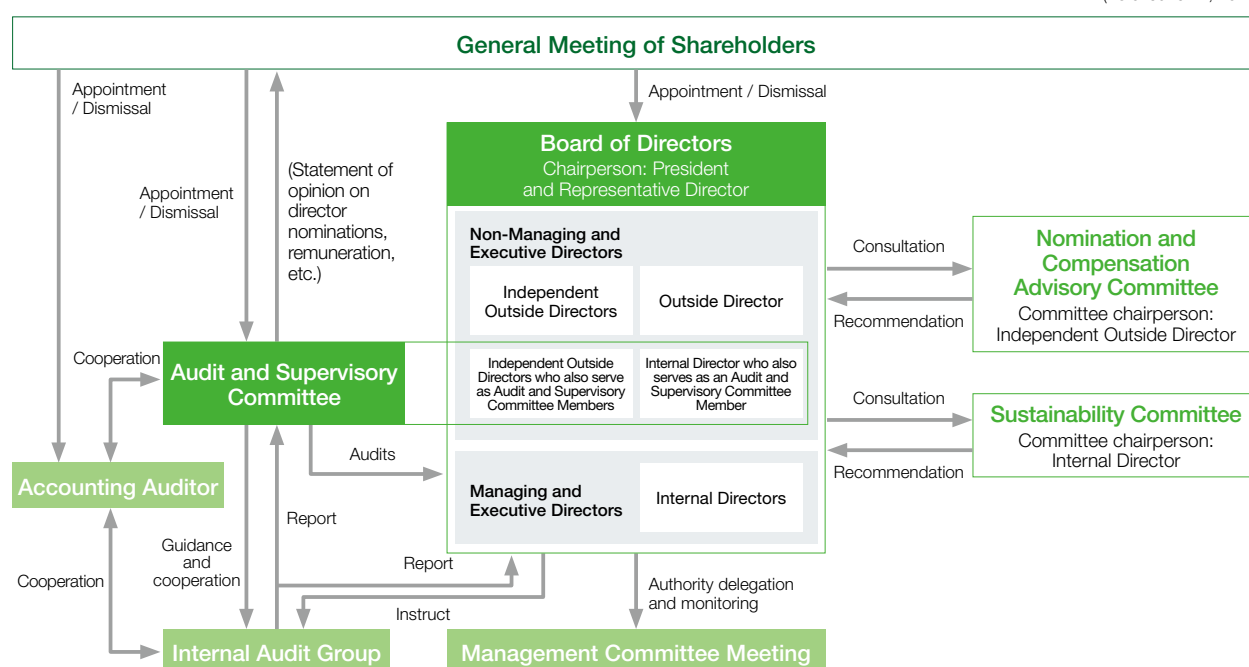 General Meeting of Shareholders
Appointment
/ Dismissal
Appointment
/ Dismissal
(Statement of
opinion on
director
nominations,
remuneration,
etc.)
Appointment / Dismissal
Board of Directors
Chairperson: President
and Representative Director
Non-Managing and
Executive Directors
Independent
Outside Directors
Outside Director
Independent Outside
Directors who also serve
as Audit and Supervisory
Committee Members
Internal Director who also
serves as an Audit and
Supervisory Committee
Member
Managing and
Executive Directors
Internal Directors
Consultation
Recommendation
Nomination and
Compensation
Advisory Committee
Committee chairperson:
Independent Outside Director
Consultation
Recommendation
Sustainability Committee
Committee chairperson:
Internal Director
Cooperation
Audit and Supervisory
Committee
Audits
Accounting Auditor
Report
Guidance
and
cooperation
Cooperation
Report
Instruct
Authority delegation
and monitoring
Internal Audit Group
Management Committee Meeting